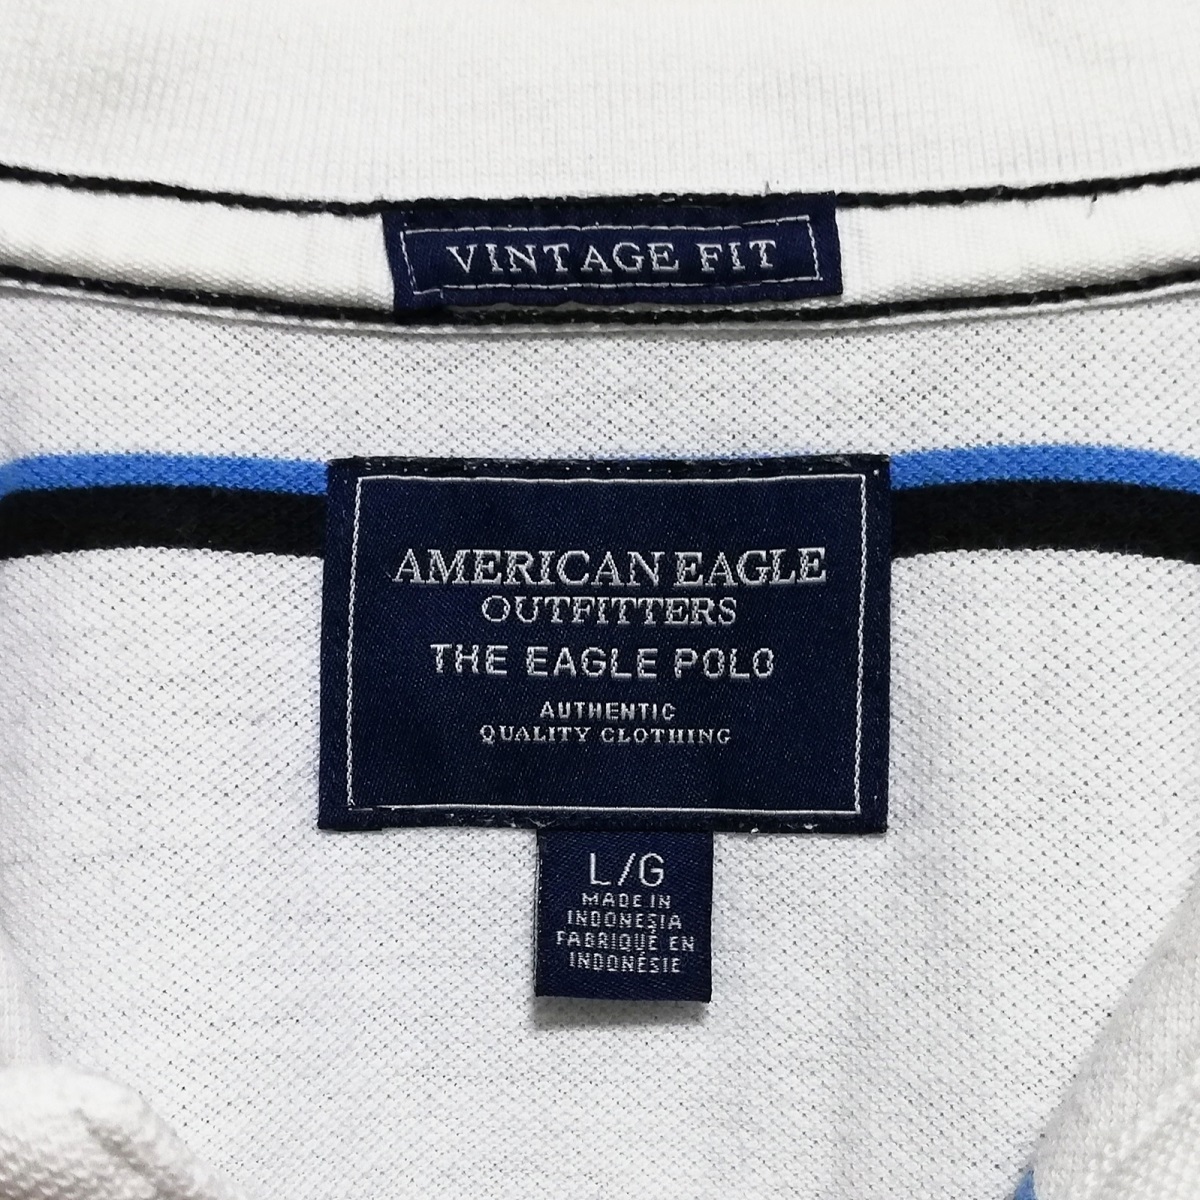 VINTAGE FIT
AMERICAN EAGLE
OUTFITTERS
THE EAGLE POLO
AUTHENTIC
QUALITY CLOTHING
L/G
MADE IN
INDONESIA
FABRIQUÉ EN
INDONÉSIE